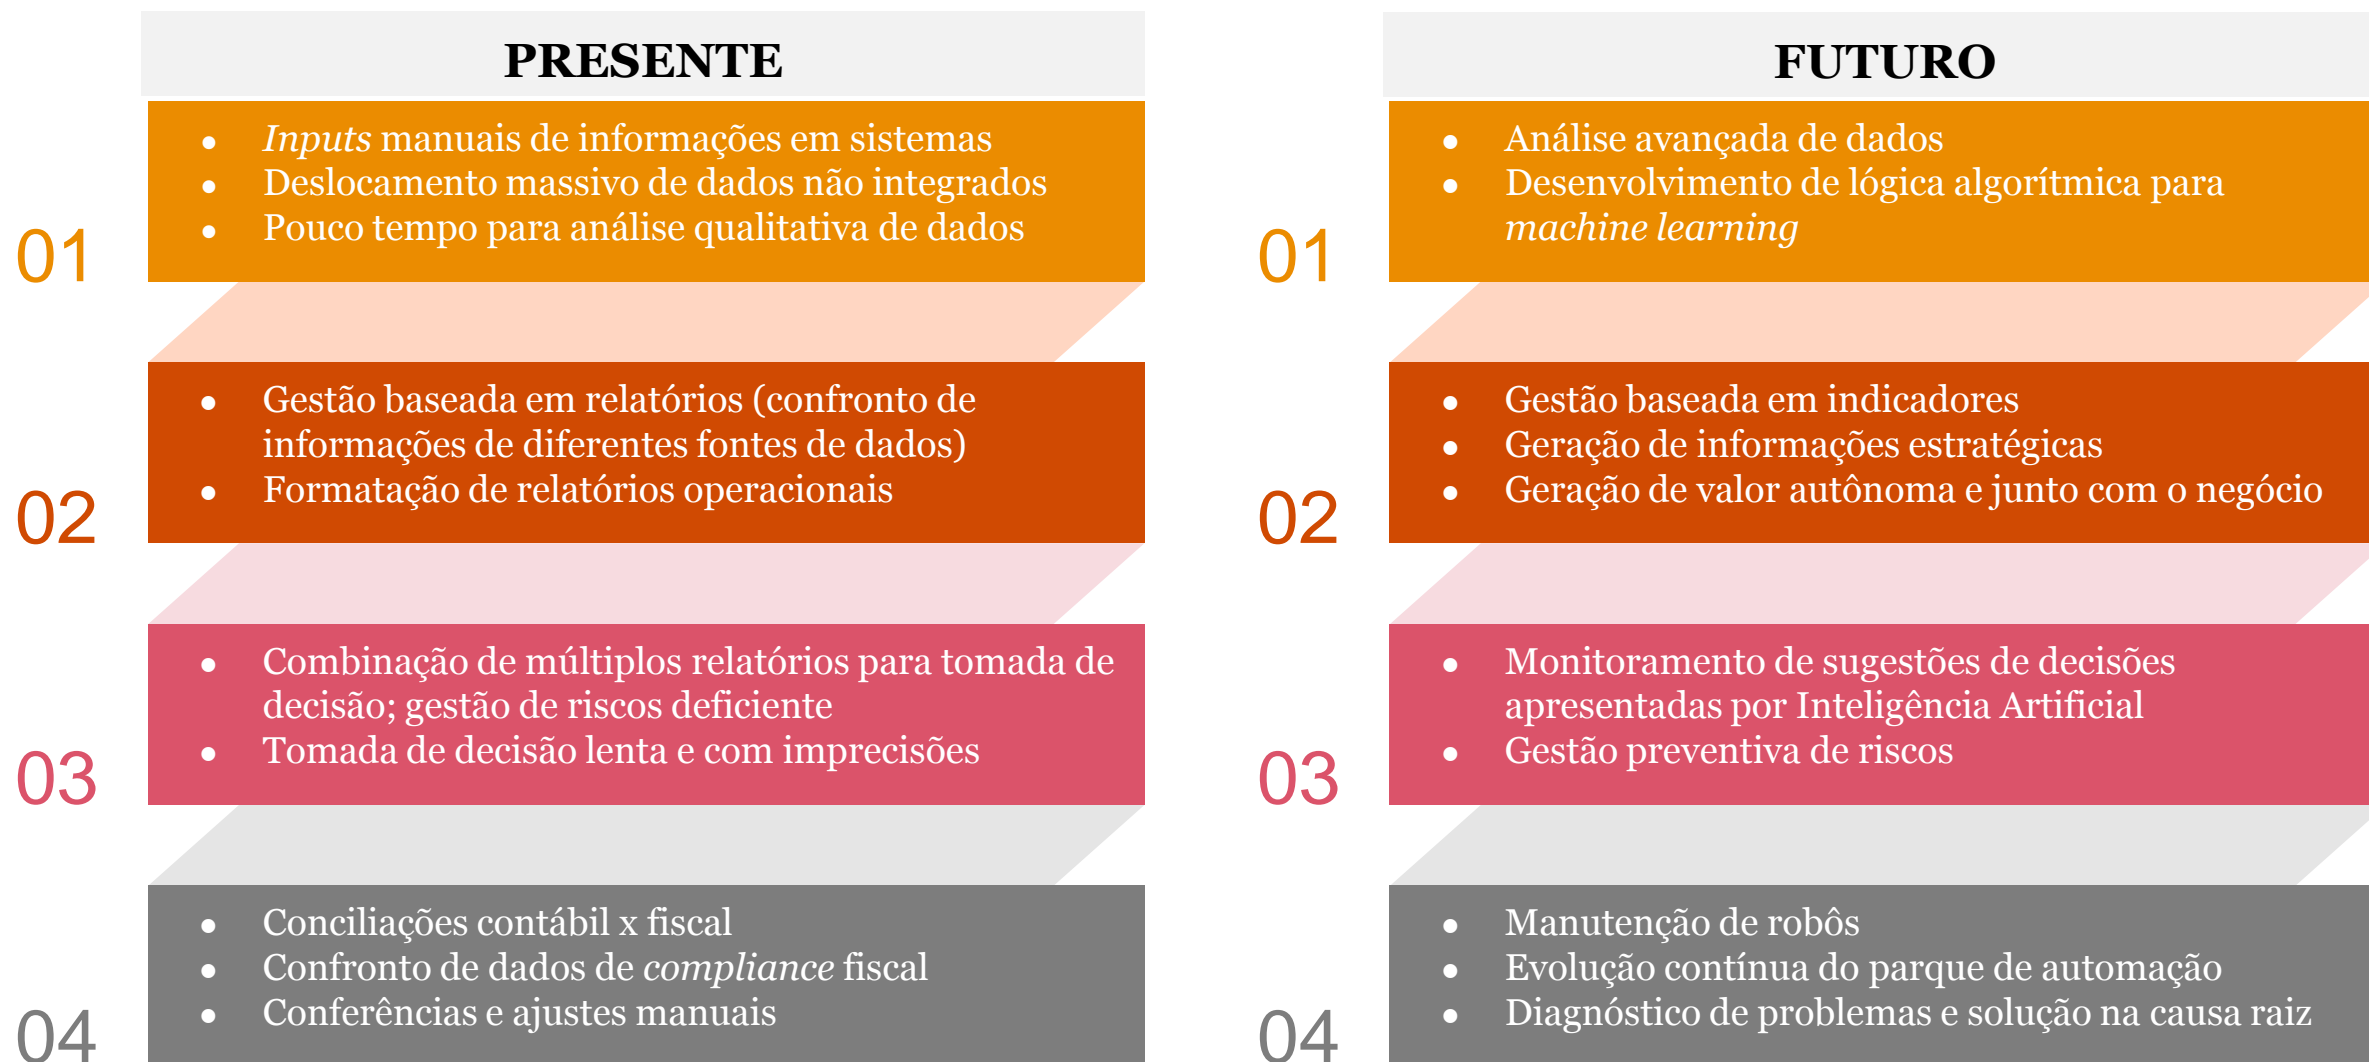 PRESENTE
01
● Inputs manuais de informações em sistemas
● Deslocamento massivo de dados não integrados
● Pouco tempo para análise qualitativa de dados
02
● Gestão baseada em relatórios (confronto de
informações de diferentes fontes de dados)
● Formatação de relatórios operacionais
03
● Combinação de múltiplos relatórios para tomada de
decisão; gestão de riscos deficiente
● Tomada de decisão lenta e com imprecisões
04
● Conciliações contábil x fiscal
● Confronto de dados de compliance fiscal
● Conferências e ajustes manuais
FUTURO
01
● Análise avançada de dados
● Desenvolvimento de lógica algorítmica para
machine learning
02
● Gestão baseada em indicadores
● Geração de informações estratégicas
● Geração de valor autônoma e junto com o negócio
03
● Monitoramento de sugestões de decisões
apresentadas por Inteligência Artificial
● Gestão preventiva de riscos
04
● Manutenção de robôs
● Evolução contínua do parque de automação
● Diagnóstico de problemas e solução na causa raiz